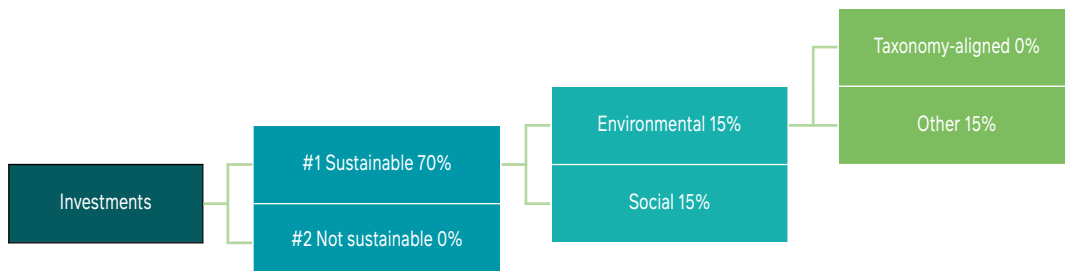 Investments
#1 Sustainable 70%
#2 Not sustainable 0%
Environmental 15%
Social 15%
Taxonomy-aligned 0%
Other 15%